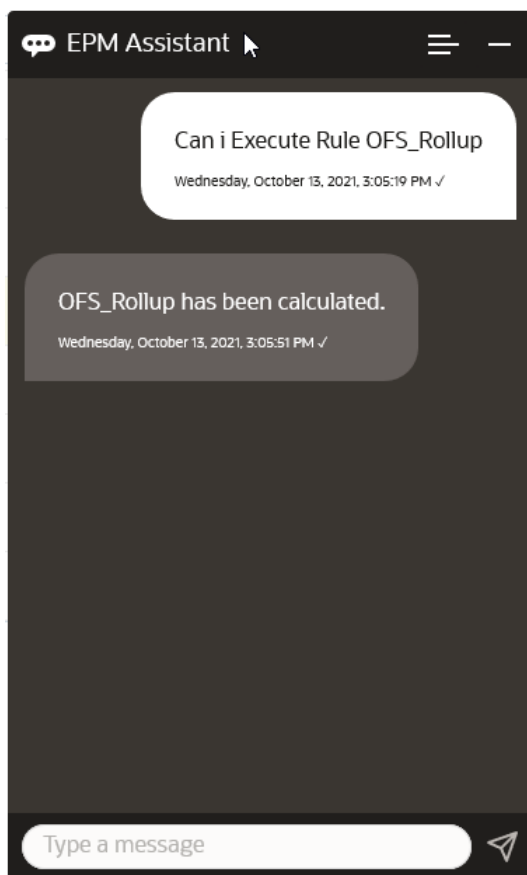 EPM Assistant
Can i Execute Rule OFS_Rollup
Wednesday, October 13, 2021, 3:05:19 PM ✓
OFS_Rollup has been calculated.
Wednesday, October 13, 2021, 3:05:51 PM ✓
Type a message